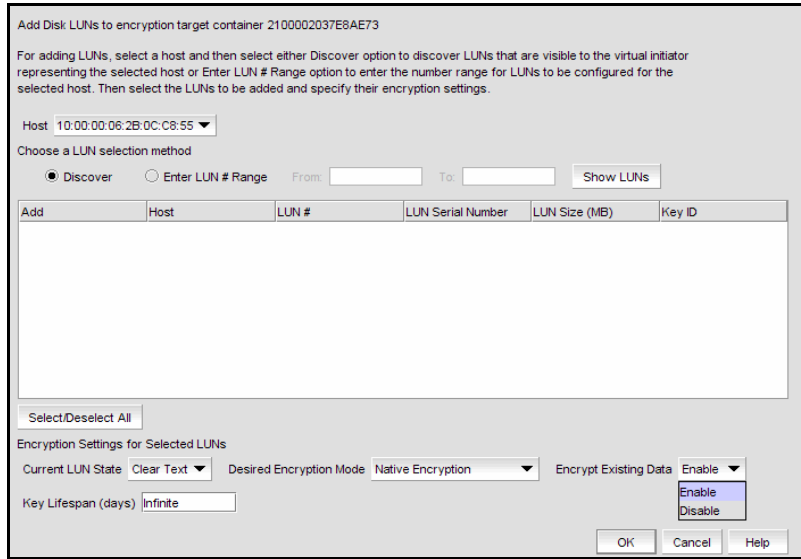 Add Disk LUNs to encryption target container 2100002037E8AE73
For adding LUNs, select a host and then select either Discover option to discover LUNs that are visible to the virtual initiator
representing the selected host or Enter LUN # Range option to enter the number range for LUNs to be configured for the
selected host. Then select the LUNs to be added and specify their encryption settings.
Host 10:00:00:06:2B:0C:C8:55
Choose a LUN selection method
Discover Enter LUN # Range From: To: Show LUNs
Add Host LUN # LUN Serial Number LUN Size (MB) Key ID
Select/Deselect All
Encryption Settings for Selected LUNs
Current LUN State Clear Text Desired Encryption Mode Native Encryption Encrypt Existing Data Enable
Enable
Key Lifespan (days) Infinite
Disable
OK Cancel Help